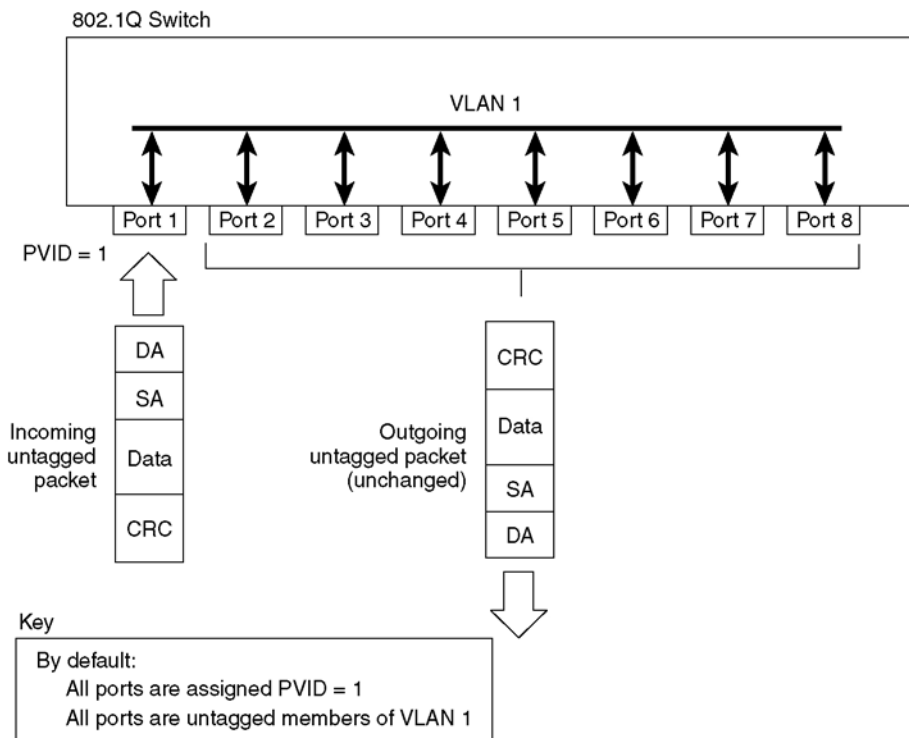 802.1Q Switch
VLAN 1
Port 1
Port 2
Port 3
Port 4
Port 5
Port 6
Port 7
Port 8
PVID = 1
DA
SA
Data
CRC
Incoming
untagged
packet
CRC
Data
SA
DA
Outgoing
untagged packet
(unchanged)
Key
By default:
All ports are assigned PVID = 1
All ports are untagged members of VLAN 1